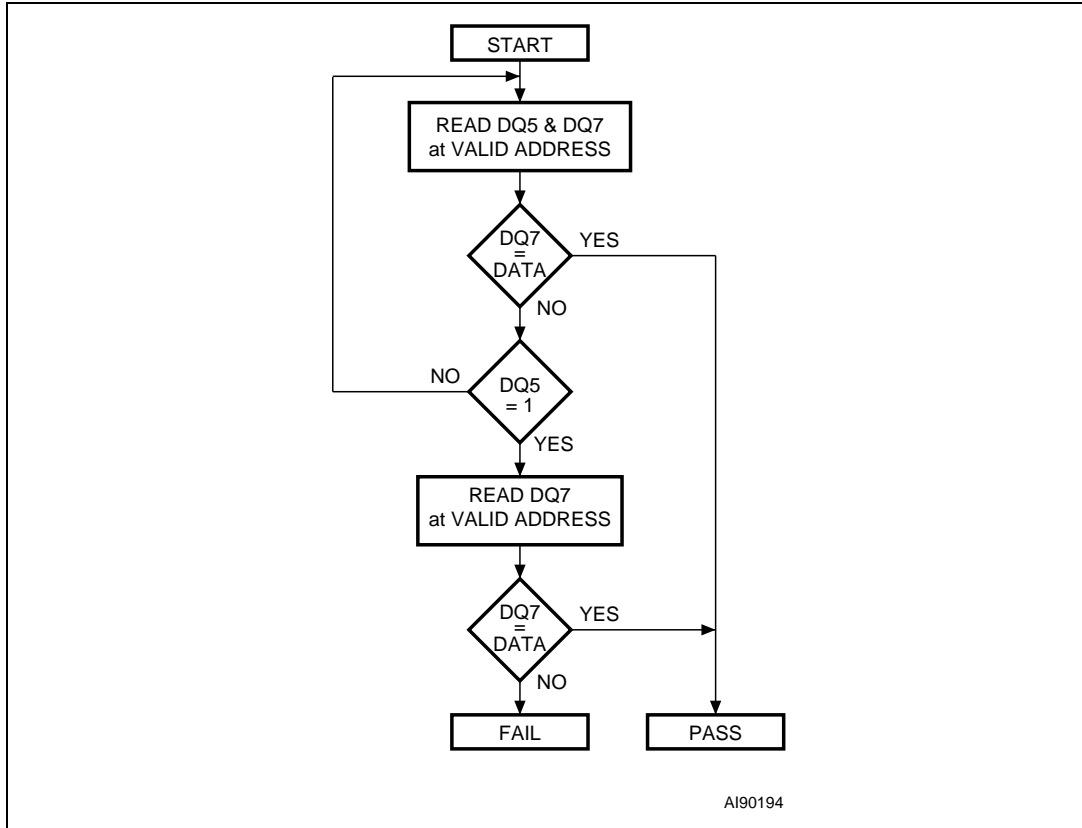 START
READ DQ5 & DQ7
at VALID ADDRESS
DQ7
=
DATA
YES
NO
NO
DQ5
= 1
YES
READ DQ7
at VALID ADDRESS
DQ7
=
DATA
YES
NO
FAIL
PASS
AI90194